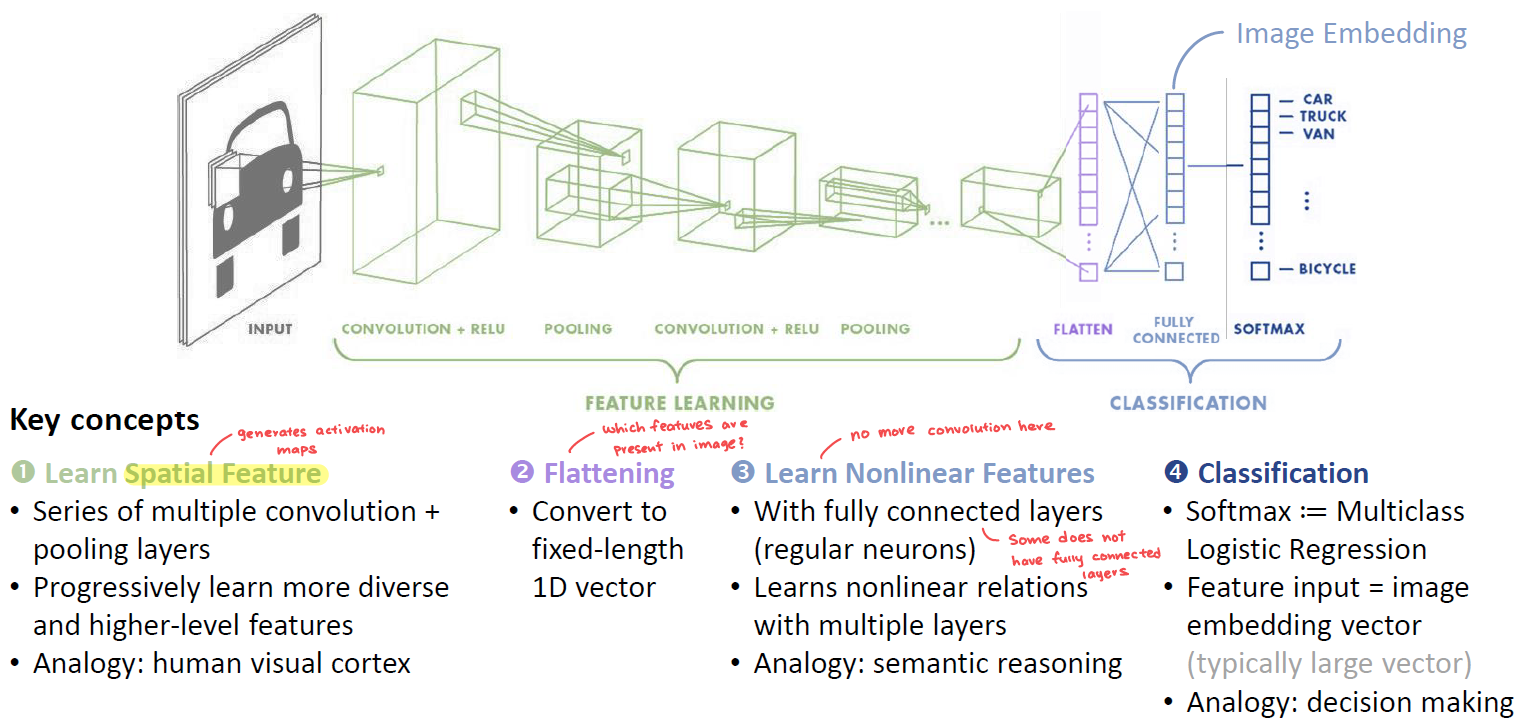 Image Embedding
CAR
TRUCK
VAN
⋮
BICYCLE
...
INPUT
CONVOLUTION + RELU
POOLING
CONVOLUTION + RELU
POOLING
FLATTEN
FULLY
CONNECTED
SOFTMAX
FEATURE LEARNING
CLASSIFICATION
Key concepts
generates activation
maps
❶ Learn Spatial Feature
• Series of multiple convolution +
pooling layers
• Progressively learn more diverse
and higher-level features
• Analogy: human visual cortex
which features are
present in image?
❷ Flattening
• Convert to
fixed-length
1D vector
no more convolution here
❸ Learn Nonlinear Features
• With fully connected layers
(regular neurons)
Some does not
have fully connected
layers
• Learns nonlinear relations
with multiple layers
• Analogy: semantic reasoning
❹ Classification
• Softmax ≔ Multiclass
Logistic Regression
• Feature input = image
embedding vector
(typically large vector)
• Analogy: decision making